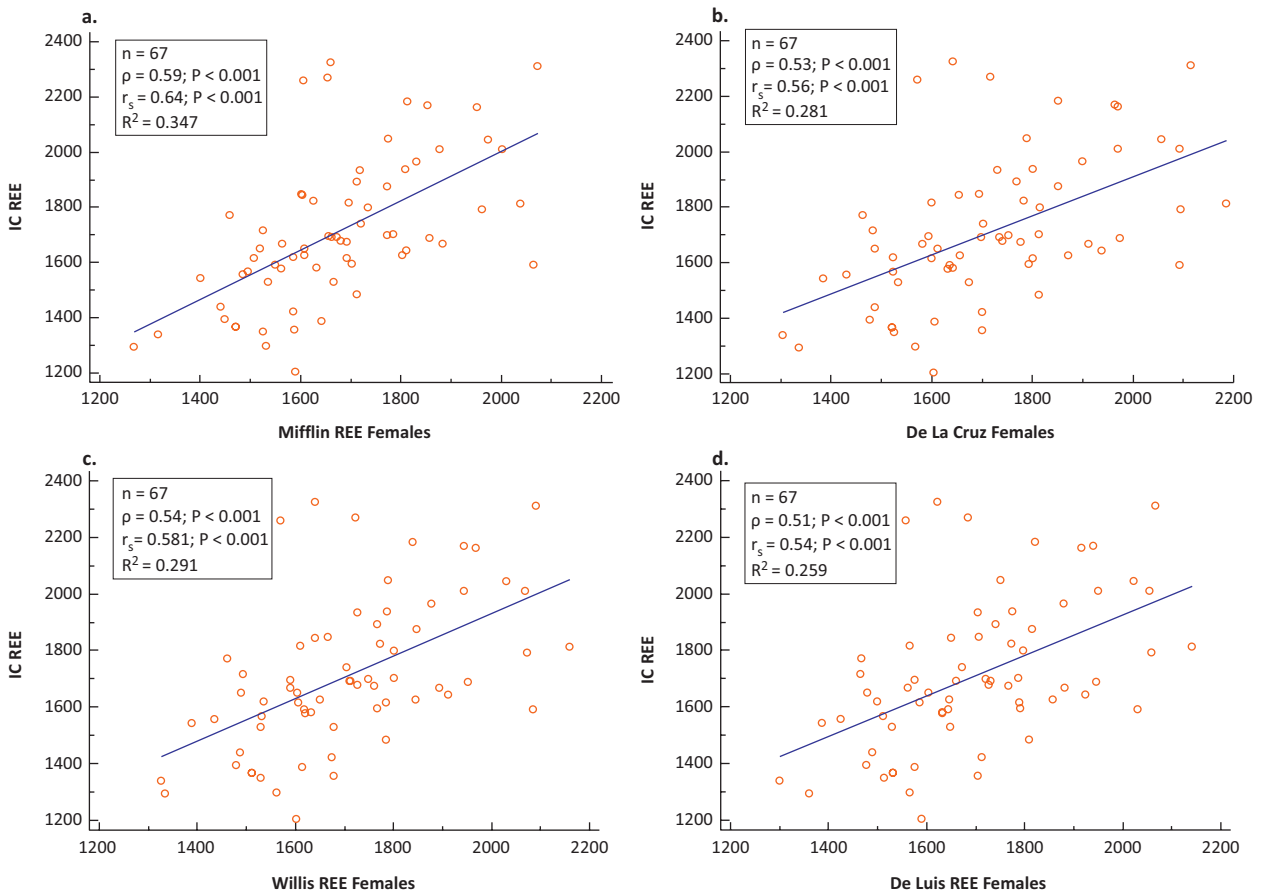 a.
n = 67
ρ = 0.59; P < 0.001
rs = 0.64; P < 0.001
R2 = 0.347
IC REE
2400
2200
2000
1800
1600
1400
1200
1200 1400 1600 1800 2000 2200
Mifflin REE Females
b.
n = 67
ρ = 0.53; P < 0.001
rs = 0.56; P < 0.001
R2 = 0.281
IC REE
2400
2200
2000
1800
1600
1400
1200
1200 1400 1600 1800 2000 2200
De La Cruz Females
c.
n = 67
ρ = 0.54; P < 0.001
rs = 0.581; P < 0.001
R2 = 0.291
IC REE
2400
2200
2000
1800
1600
1400
1200
1200 1400 1600 1800 2000 2200
Willis REE Females
d.
n = 67
ρ = 0.51; P < 0.001
rs = 0.54; P < 0.001
R2 = 0.259
IC REE
2400
2200
2000
1800
1600
1400
1200
1200 1400 1600 1800 2000 2200
De Luis REE Females